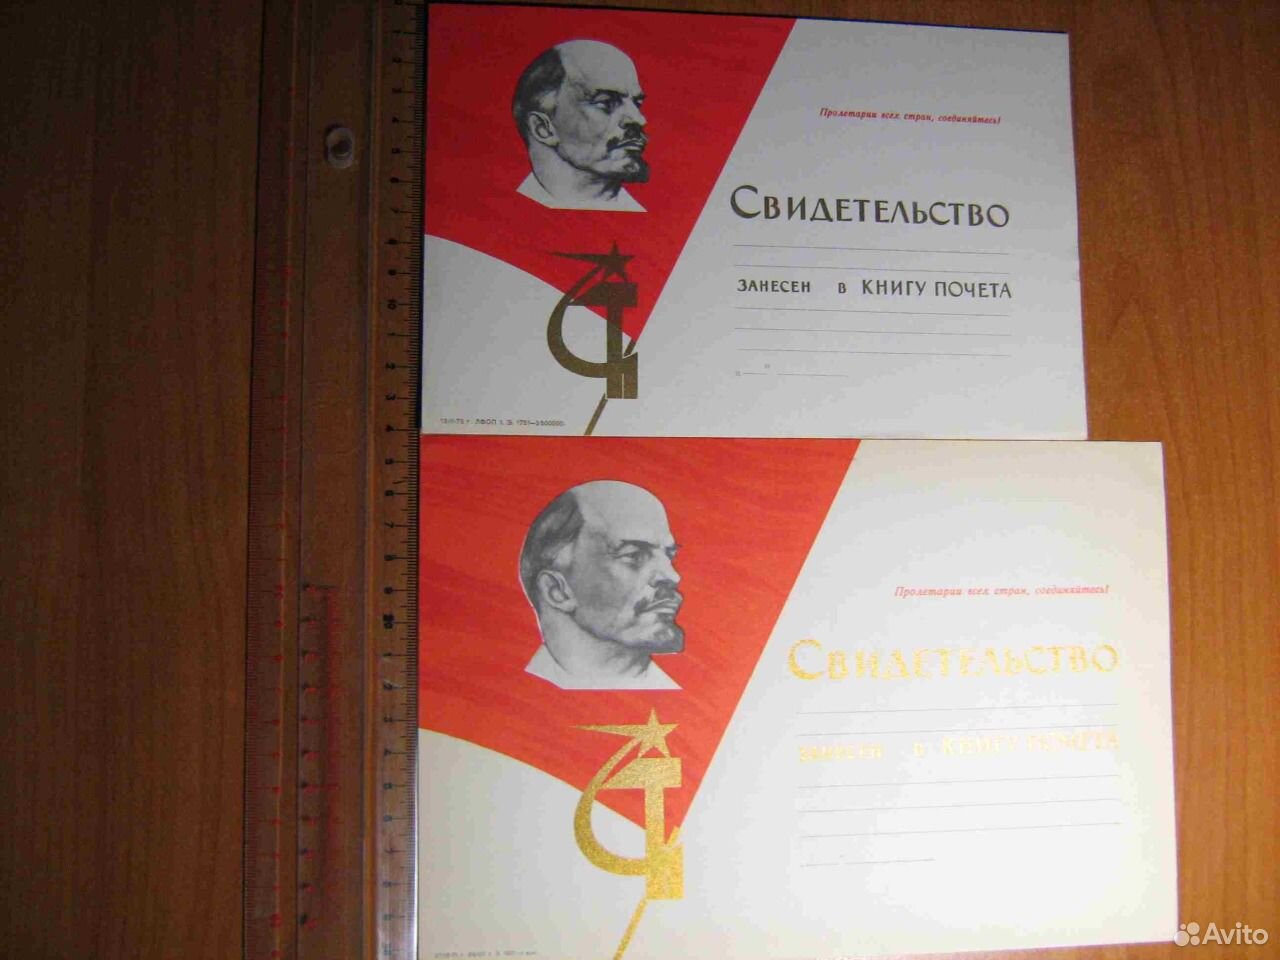 Пролетарии всех стран, соединяйтесь!
Свидетельство
занесен в Книгу почета
" "
Пролетарии всех стран, соединяйтесь!
Свидетельство
занесен в Книгу почета
Avito